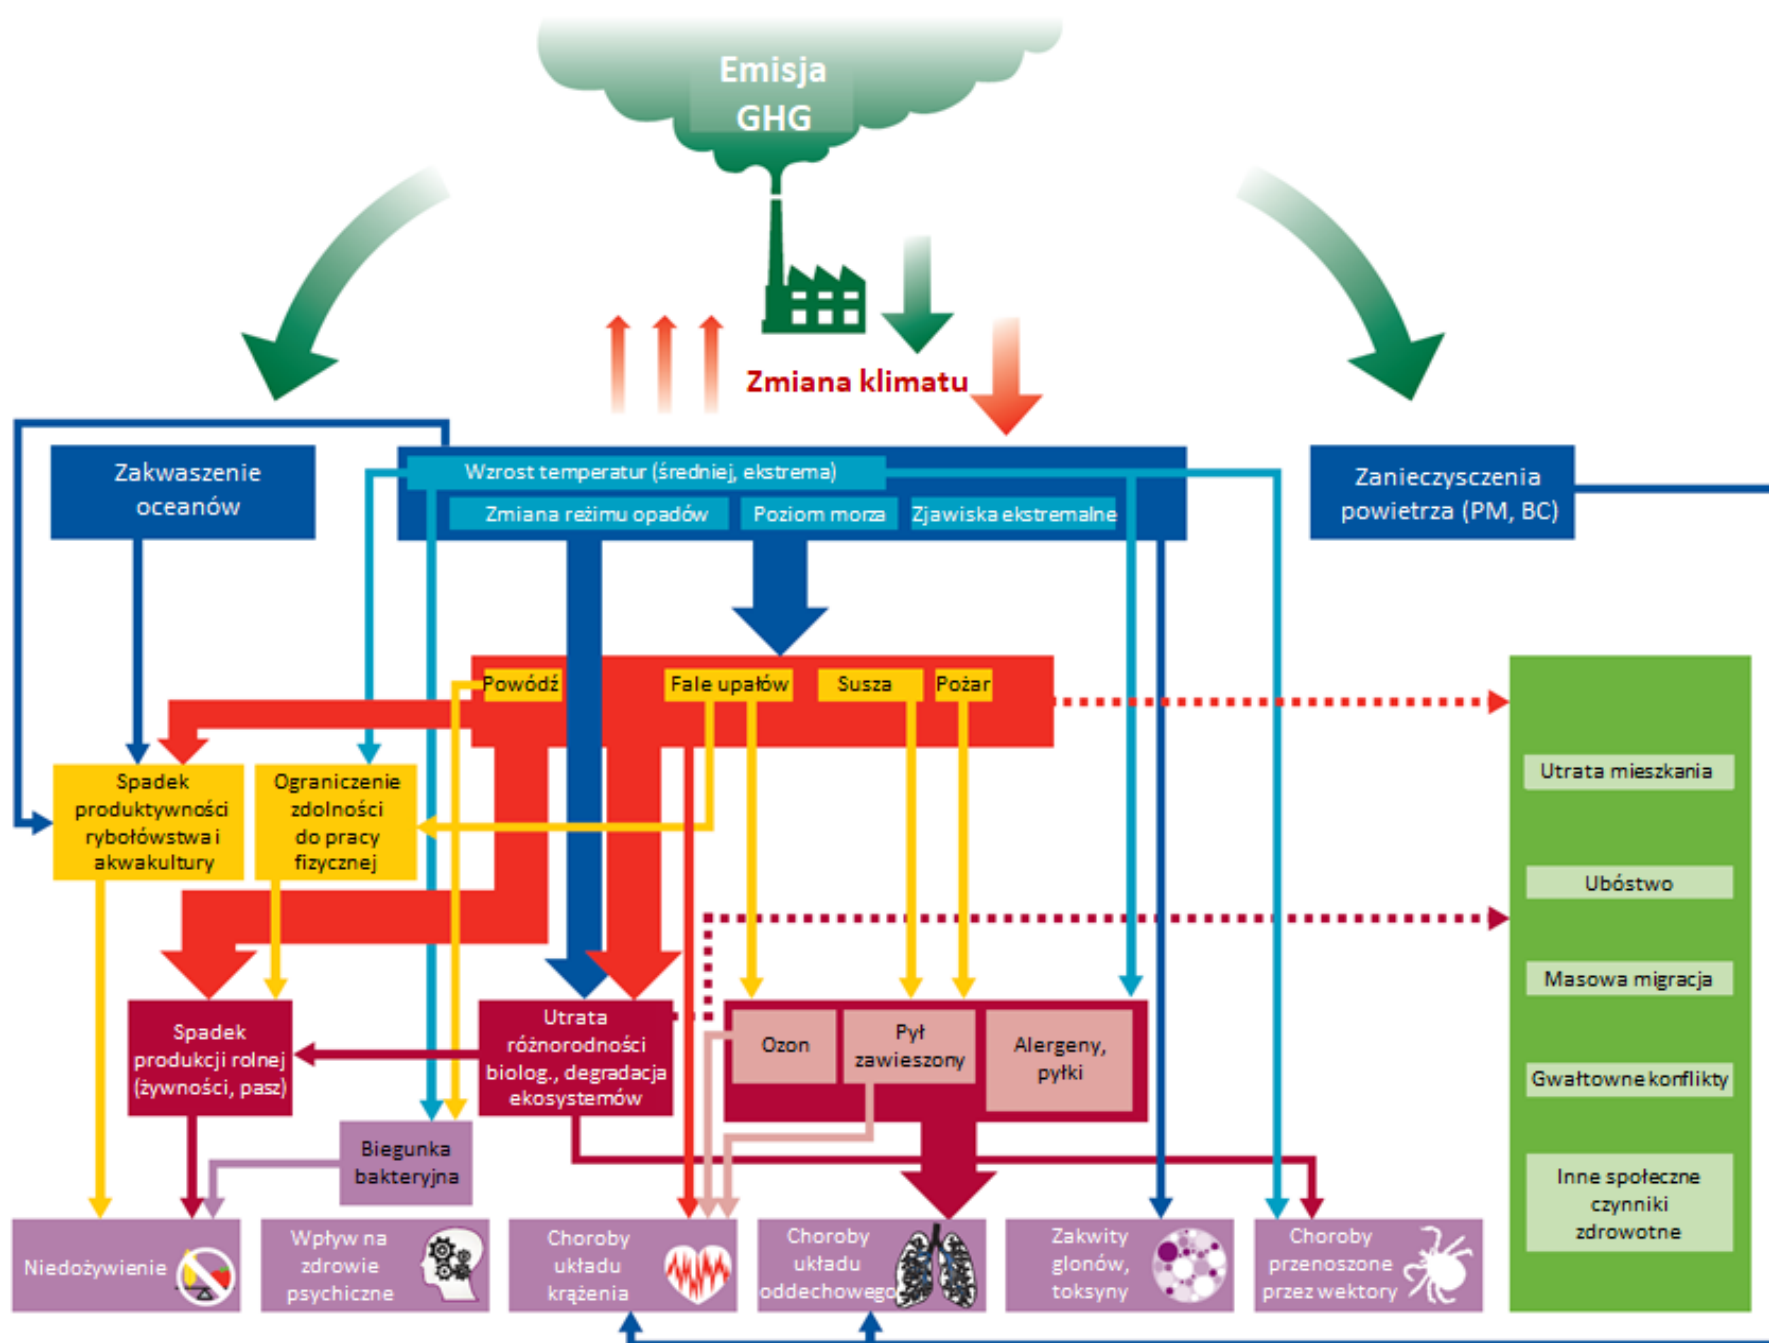 Emisja
GHG
Zmiana klimatu
Zakwaszenie
oceanów
Wzrost temperatur (średniej, ekstrema)
Zmiana reżimu opadów
Poziom morza
Zjawiska ekstremalne
Zanieczysczenia
powietrza (PM, BC)
Powódź
Fale upałów
Susza
Pożar
Spadek
produktywności
rybołówstwa i
akwakultury
Ograniczenie
zdolności
do pracy
fizycznej
Utrata mieszkania
Ubóstwo
Masowa migracja
Gwałtowne konflikty
Inne społeczne
czynniki
zdrowotne
Spadek
produkcji rolnej
(żywności, pasz)
Utrata
różnorodności
biolog., degradacja
ekosystemów
Ozon
Pył
zawieszony
Alergeny,
pyłki
Biegunka
bakteryjna
Niedożywienie
Wpływ na
zdrowie
psychiczne
Choroby
układu
krążenia
Choroby
układu
oddechowego
Zakwity
glonów,
toksyny
Choroby
przenoszone
przez wektory